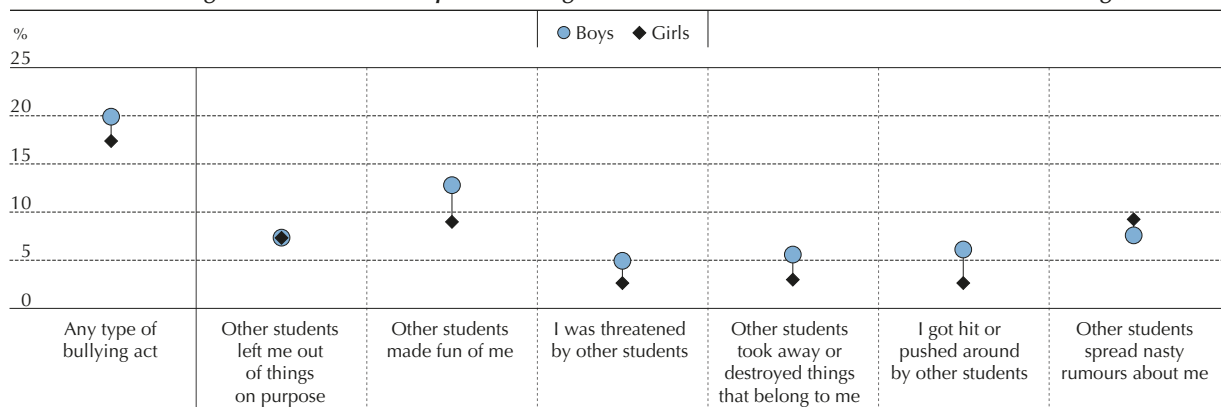 Boys Girls
%
25
20
15
10
5
0
Any type of
bullying act
Other students
left me out
of things
on purpose
Other students
made fun of me
I was threatened
by other students
Other students
took away or
destroyed things
that belong to me
I got hit or
pushed around
by other students
Other students
spread nasty
rumours about me